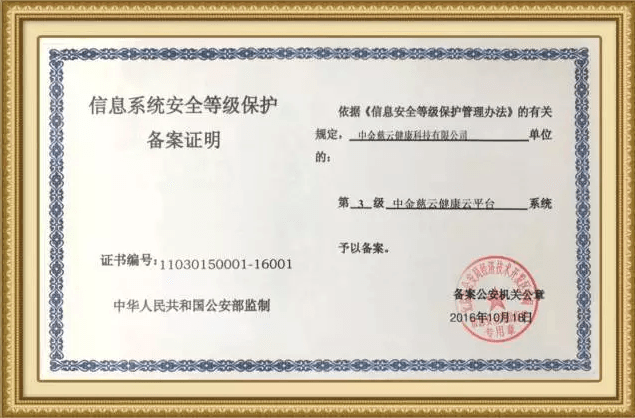 信息系统安全等级保护
备案证明
证书编号:11030150001-16001
中华人民共和国公安部监制
依据《信息安全等级保护管理办法》的有关
规定，中金慈云健康科技有限公司单位
的：
第 3 级 中金慈云健康云平台 系统
予以备案。
备案公安机关公章
2016年10月18日
专用章